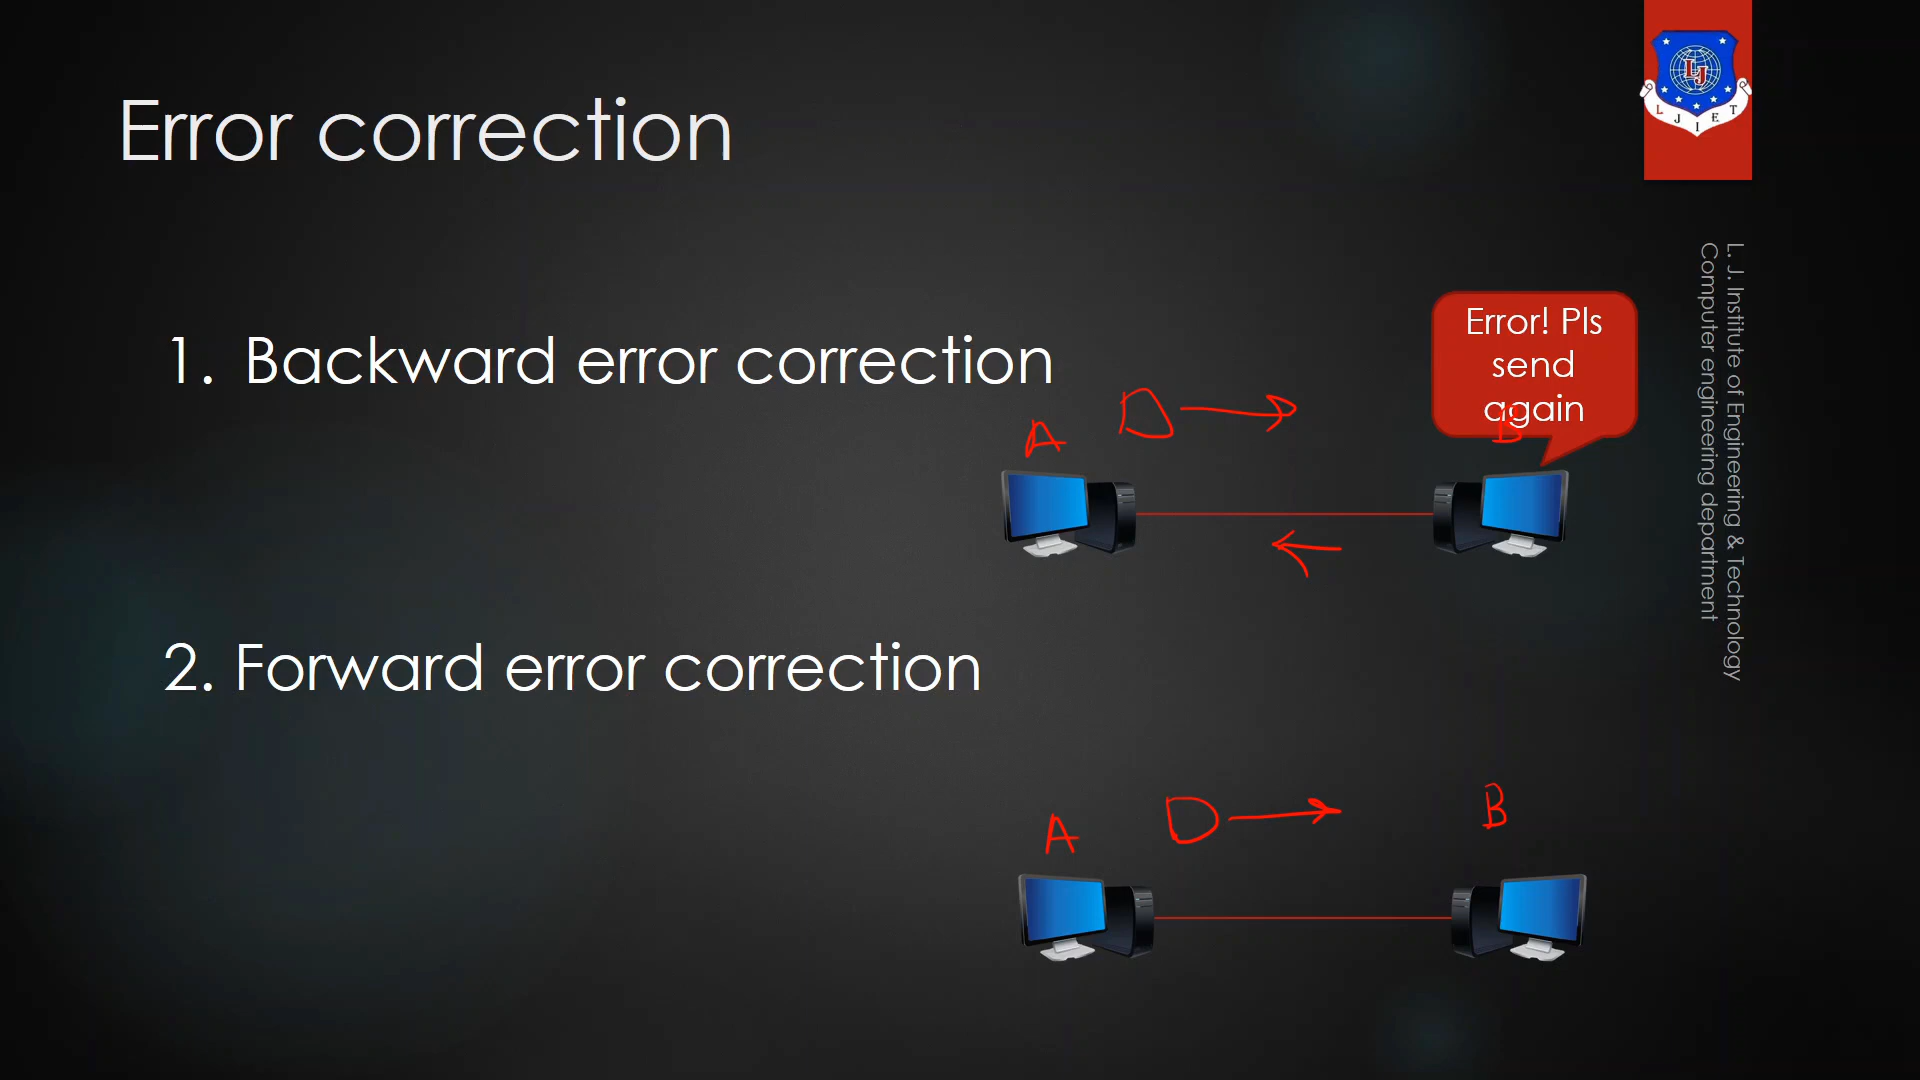 Error correction
L J I E T
LJ
1. Backward error correction
Error! Pls
send
again
D
A
B
2. Forward error correction
A
D
B
L. J. Institute of Engineering & Technology
Computer engineering department